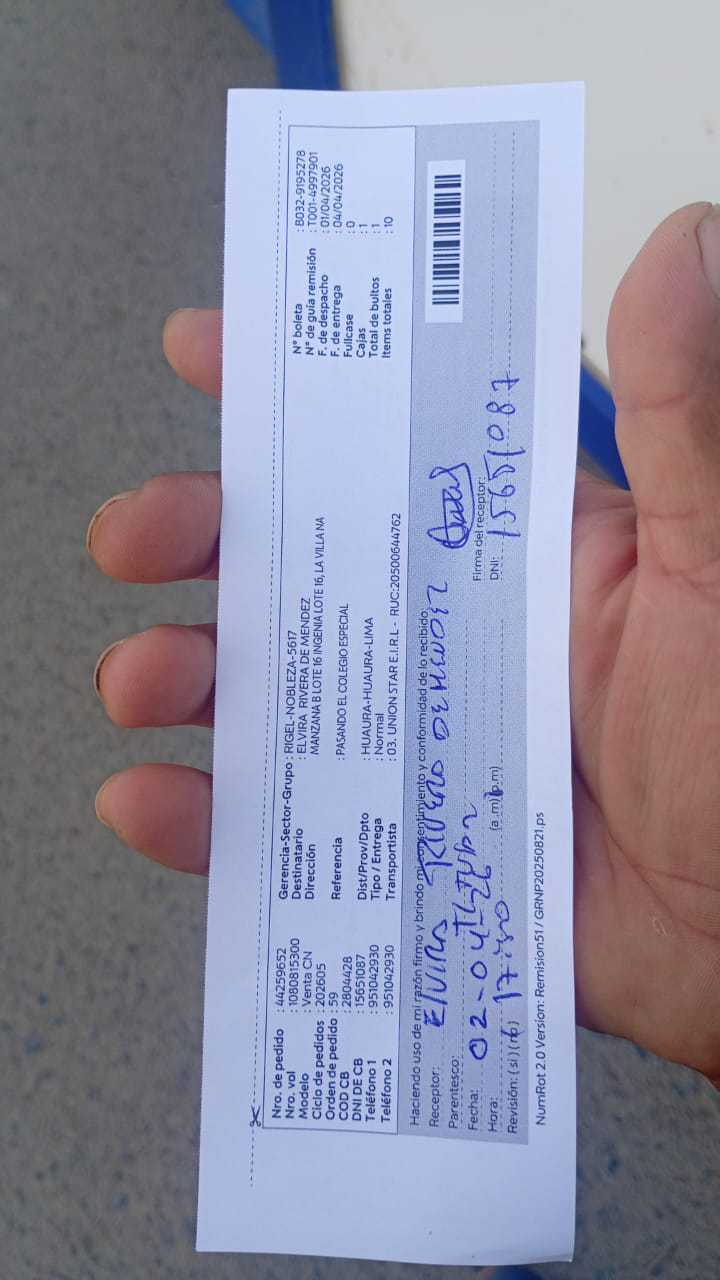 Nro. de pedido : 44259652
Nro. vol : 1080815300
Modelo : Venta CN
Ciclo de pedidos : 202605
Orden de pedido : 59
COD CB : 2804428
DNI DE CB : 15651087
Teléfono 1 : 951042930
Teléfono 2 : 951042930
Gerencia-Sector-Grupo : RIGEL-NOBLEZA-5617
Destinatario : ELVIRA RIVERA DE MENDEZ
Dirección MANZANA B LOTE 16 INGENIA LOTE 16, LA VILLA NA
Referencia : PASANDO EL COLEGIO ESPECIAL
Dist/Prov/Dpto : HUAURA-HUAURA-LIMA
Tipo / Entrega : Normal
Transportista : 03. UNION STAR E.I.R.L - RUC:20500644762
N° boleta : B032-9195278
N° de guía remisión : T001-4997901
F. de despacho : 01/04/2026
F. de entrega : 04/04/2026
Fullcase : 0
Cajas : 1
Total de bultos : 1
Items totales : 10
Haciendo uso de mi razón firmo y brindo mi consentimiento y conformidad de lo recibido:
Receptor: Elvira
Parentesco: Titular
Fecha: 02-04-26
Hora: 17:50 (a.m)(p.m)
Revisión: (si) (no)
Firma del receptor:
DNI: 15651087
NumRot 2.0 Version: Remision51 / GRNP20250821.ps